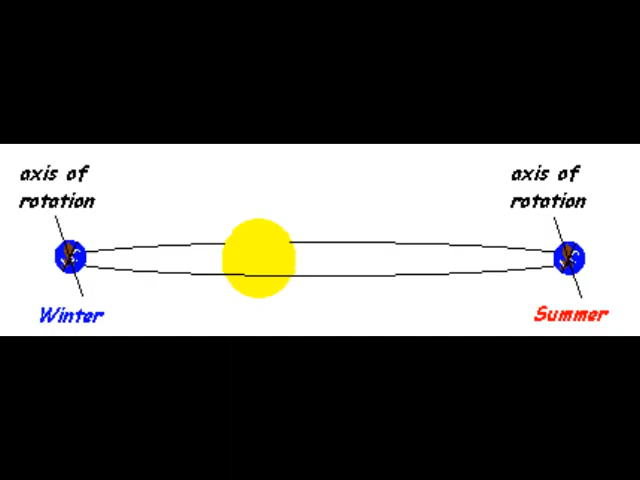 axis of
rotation
axis of
rotation
Winter
Summer